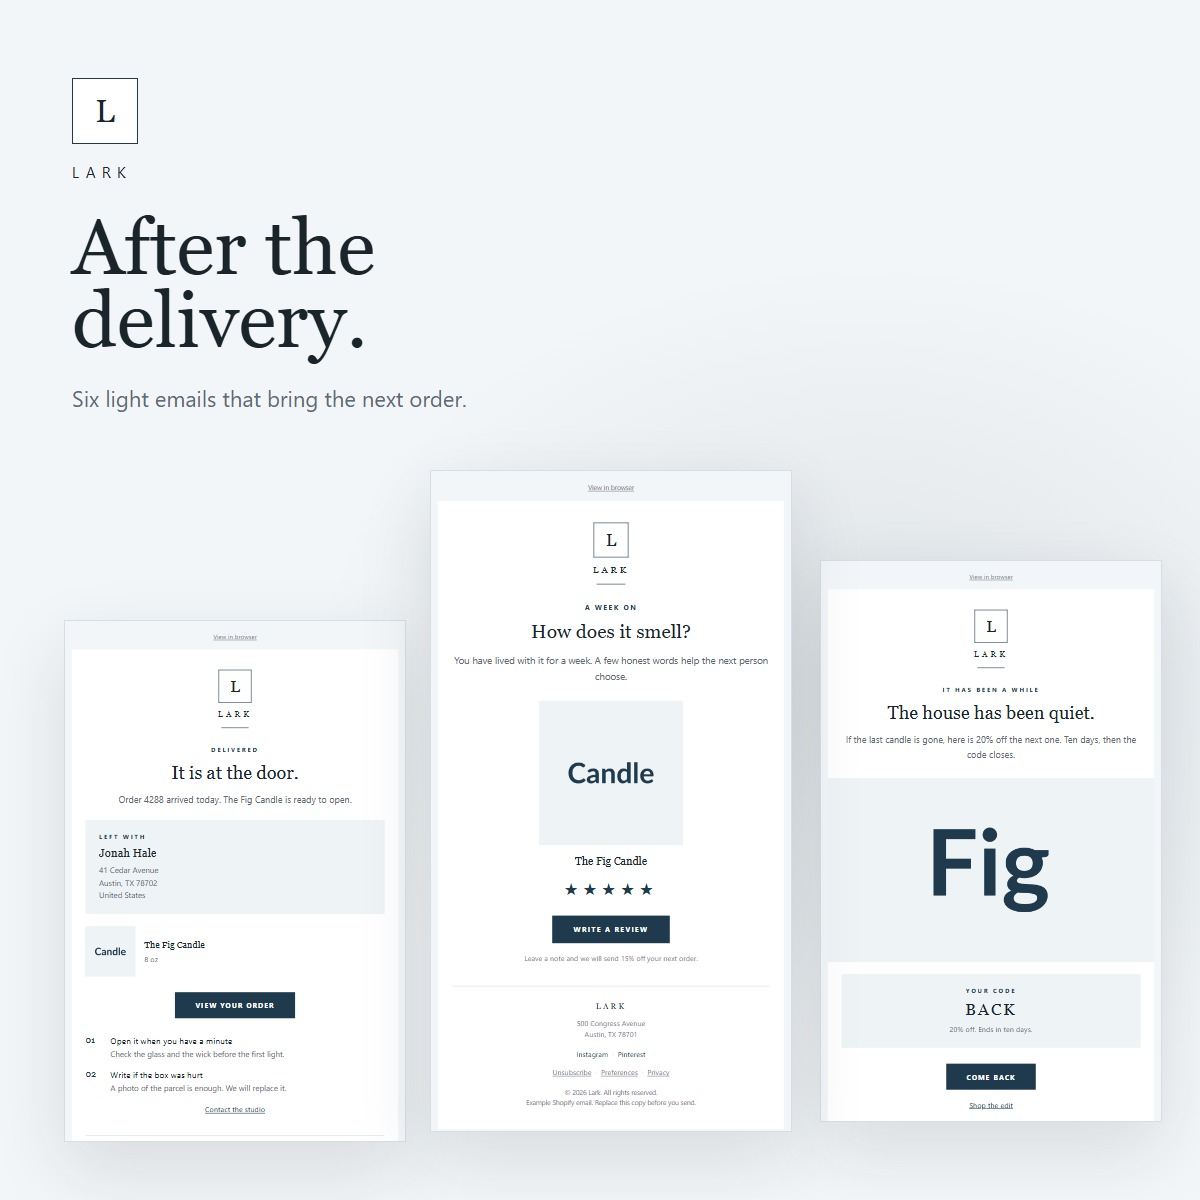 L
LARK
After the
delivery.
Six light emails that bring the next order.
View in browser
L
LARK
DELIVERED
It is at the door.
Order 4288 arrived today. The Fig Candle is ready to open.
LEFT WITH
Jonah Hale
41 Cedar Avenue
Austin, TX 78702
United States
Candle
The Fig Candle
8 oz
VIEW YOUR ORDER
01 Open it when you have a minute
Check the glass and the wick before the first light.
02 Write if the box was hurt
A photo of the parcel is enough. We will replace it.
Contact the studio
View in browser
L
LARK
A WEEK ON
How does it smell?
You have lived with it for a week. A few honest words help the next person
choose.
Candle
The Fig Candle
★ ★ ★ ★ ★
WRITE A REVIEW
Leave a note and we will send 15% off your next order.
LARK
500 Congress Avenue
Austin, TX 78701
Instagram · Pinterest
Unsubscribe Preferences Privacy
© 2026 Lark. All rights reserved.
Example Shopify email. Replace this copy before you send.
View in browser
L
LARK
IT HAS BEEN A WHILE
The house has been quiet.
If the last candle is gone, here is 20% off the next one. Ten days, then the
code closes.
Fig
YOUR CODE
BACK
20% off. Ends in ten days.
COME BACK
Shop the edit